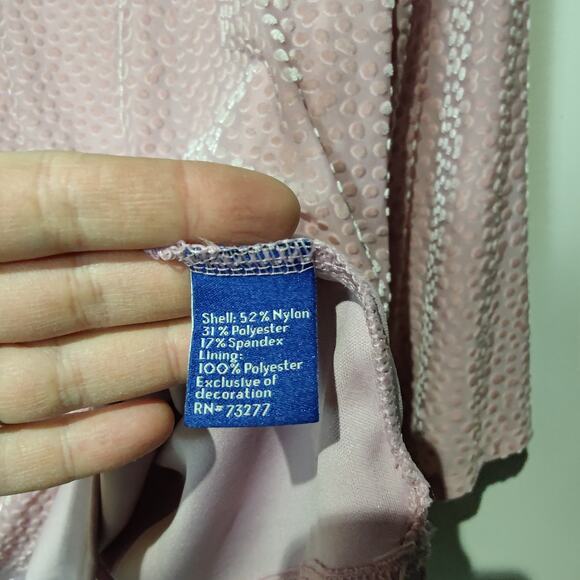 Shell: 52% Nylon
31% Polyester
17% Spandex
Lining:
100% Polyester
Exclusive of
decoration
RN# 73277